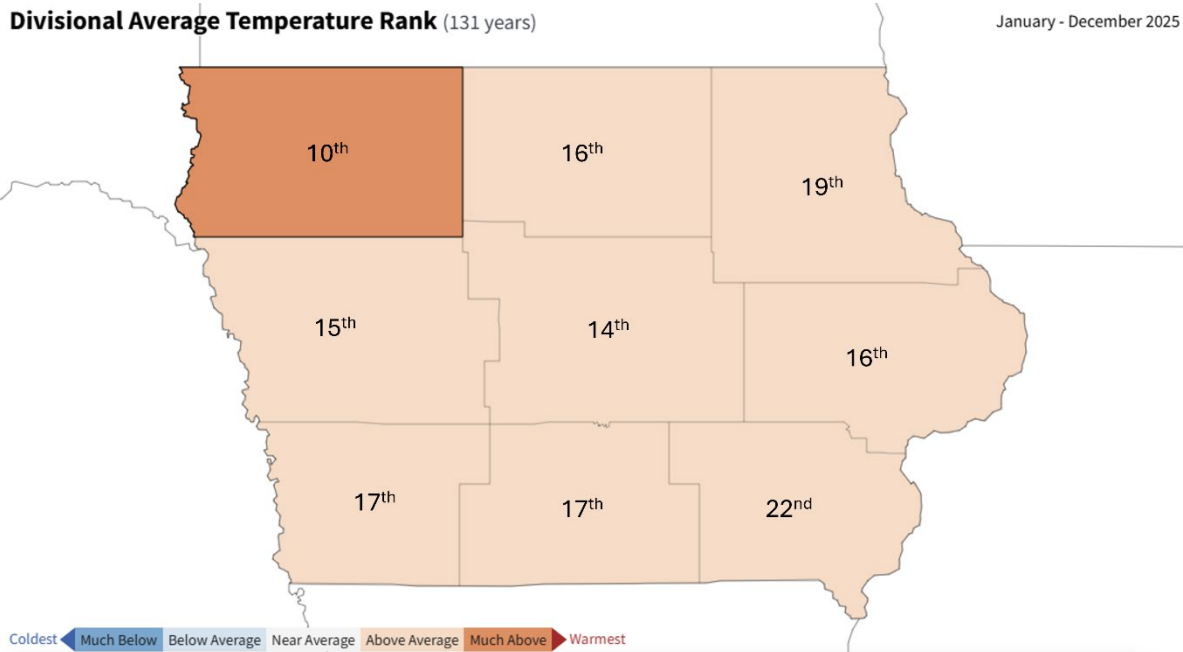 Divisional Average Temperature Rank (131 years)
January - December 2025
10th
16th
19th
15th
14th
16th
17th
17th
22nd
Coldest Much Below Below Average Near Average Above Average Much Above Warmest